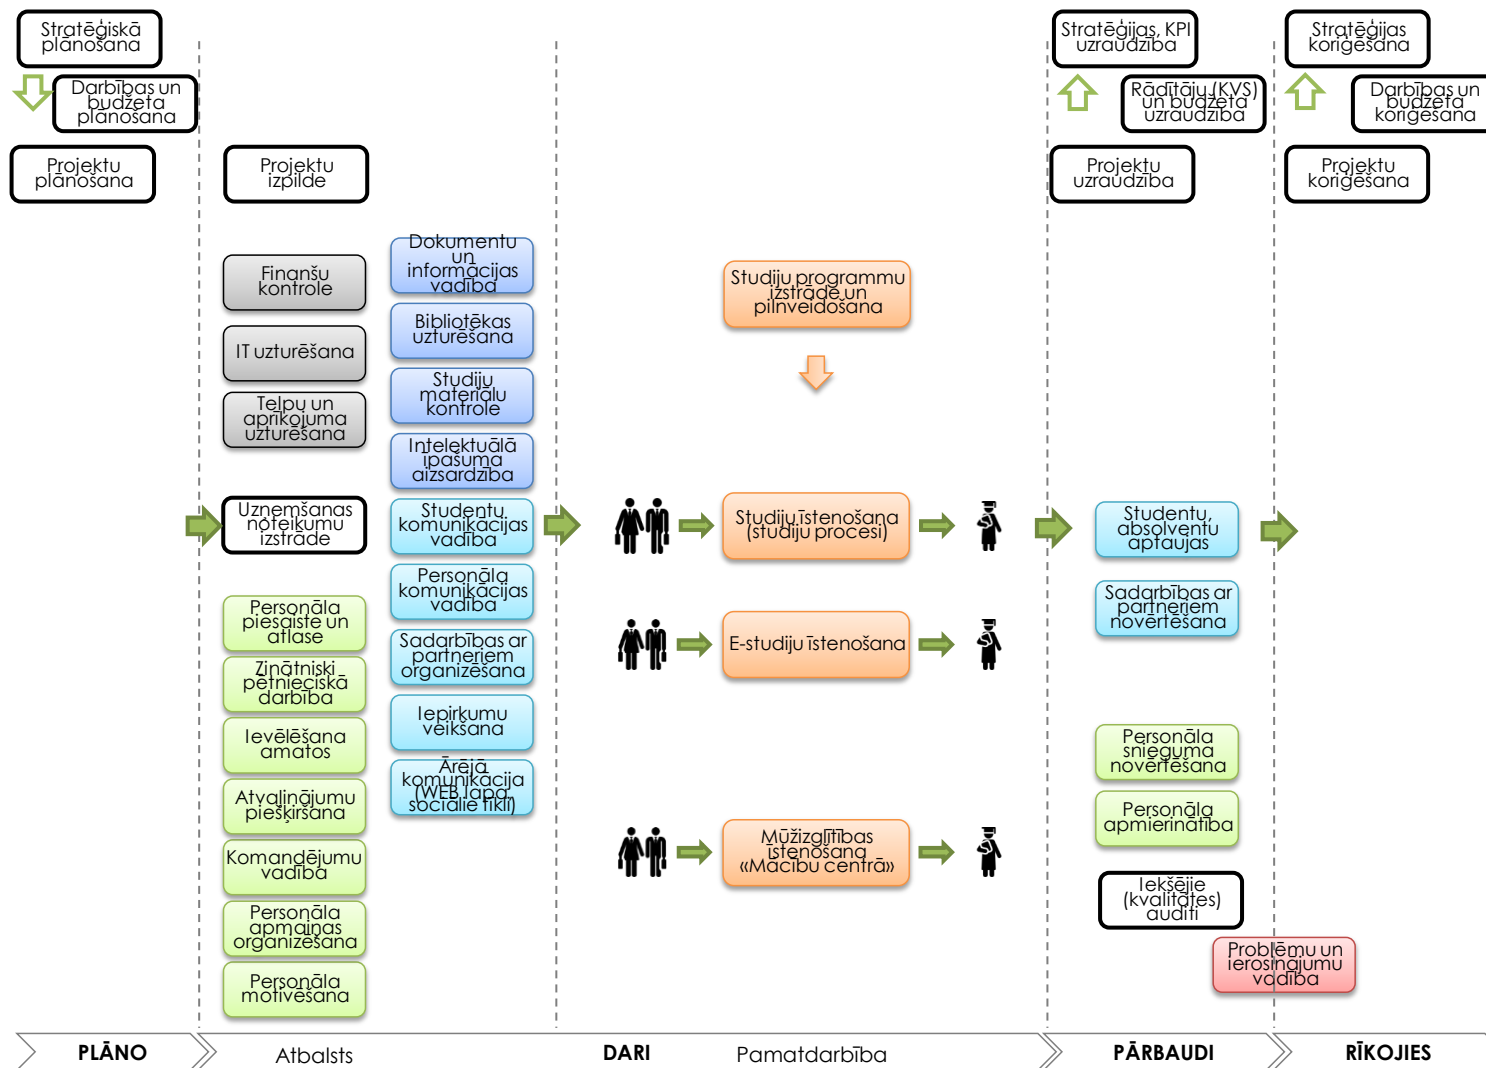 Stratēģiskā
plānošana
Darbības un
budžeta
plānošana
Projektu
plānošana
Projektu
izpilde
Finanšu
kontrole
IT uzturēšana
Telpu un
aprīkojuma
uzturēšana
Uzņemšanas
noteikumu
izstrāde
Personāla
piesaiste un
atlase
Zinātniski
pētnieciskā
darbība
Ievēlēšana
amatos
Atvaļinājumu
piešķiršana
Komandējumu
vadība
Personāla
apmaiņas
organizēšana
Personāla
motivēšana
Dokumentu
un
informācijas
vadība
Bibliotēkas
uzturēšana
Studiju
materiālu
kontrole
Intelektuālā
īpašuma
aizsardzība
Studentu
komunikācijas
vadība
Personāla
komunikācijas
vadība
Sadarbības ar
partneriem
organizēšana
Iepirkumu
veikšana
Ārējā
komunikācija
(WEB lapa,
sociālie tīkli)
Studiju programmu
izstrāde un
pilnveidošana
Studiju īstenošana
(studiju procesi)
E-studiju īstenošana
Mūžizglītības
īstenošana
«Mācību centrā»
Stratēģijas, KPI
uzraudzība
Rādītāju (KVS)
un budžeta
uzraudzība
Projektu
uzraudzība
Studentu,
absolventu
aptaujas
Sadarbības ar
partneriem
novērtēšana
Personāla
snieguma
novērtēšana
Personāla
apmierinātība
Iekšējie
(kvalitātes)
auditi
Problēmu un
ierosinājumu
vadība
Stratēģijas
koriģēšana
Darbības un
budžeta
koriģēšana
Projektu
koriģēšana
PLĀNO
Atbalsts
DARI
Pamatdarbība
PĀRBAUDI
RĪKOJIES